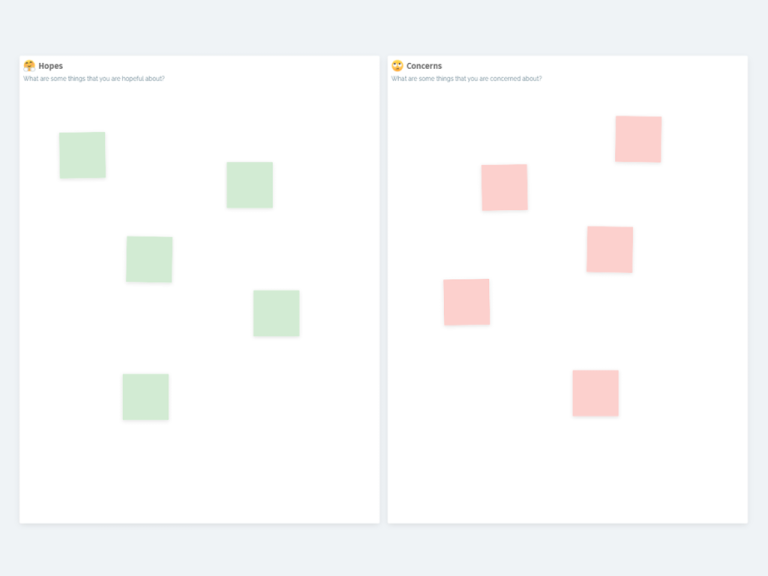 Hopes
What are some things that you are hopeful about?
Concerns
What are some things that you are concerned about?